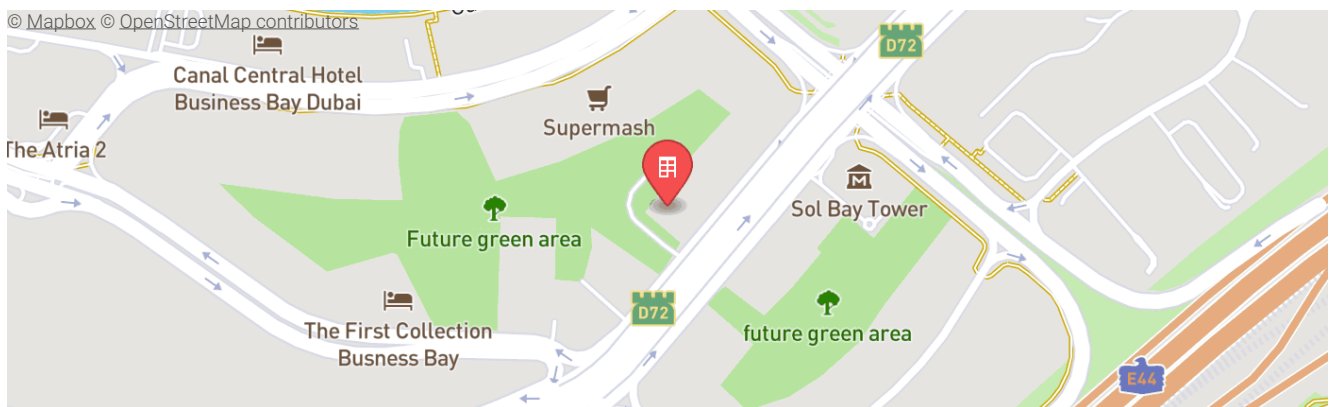 © Mapbox © OpenStreetMap contributors
D72
Canal Central Hotel
Business Bay Dubai
Supermash
The Atria 2
Sol Bay Tower
Future green area
D72
The First Collection
Busness Bay
future green area
E44